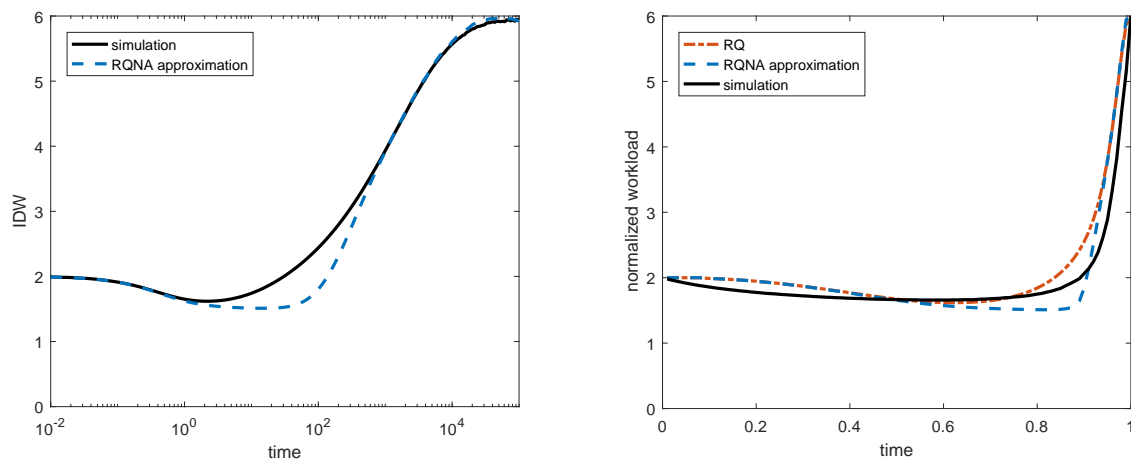 6
5
4
3
2
1
0
IDW
simulation
RQNA approximation
10^-2
10^0
10^2
10^4
time
6
5
4
3
2
1
0
normalized workload
RQ
RQNA approximation
simulation
0
0.2
0.4
0.6
0.8
1
time